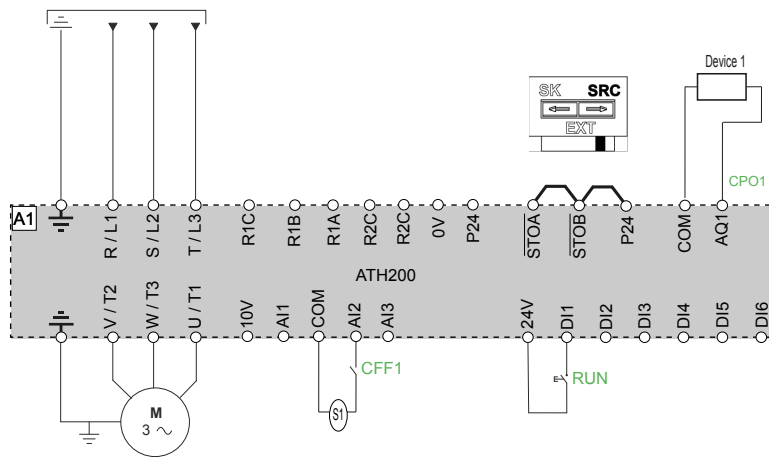 Device 1
SK SRC
EXT
CPO1
A1
R / L1
S / L2
T / L3
R1C
R1B
R1A
R2C
R2C
0V
P24
STOA
STOB
P24
COM
AQ1
ATH200
V / T2
W / T3
U / T1
10V
AI1
COM
AI2
AI3
24V
DI1
DI2
DI3
DI4
DI5
DI6
CFF1
RUN
S1
M
3 ~